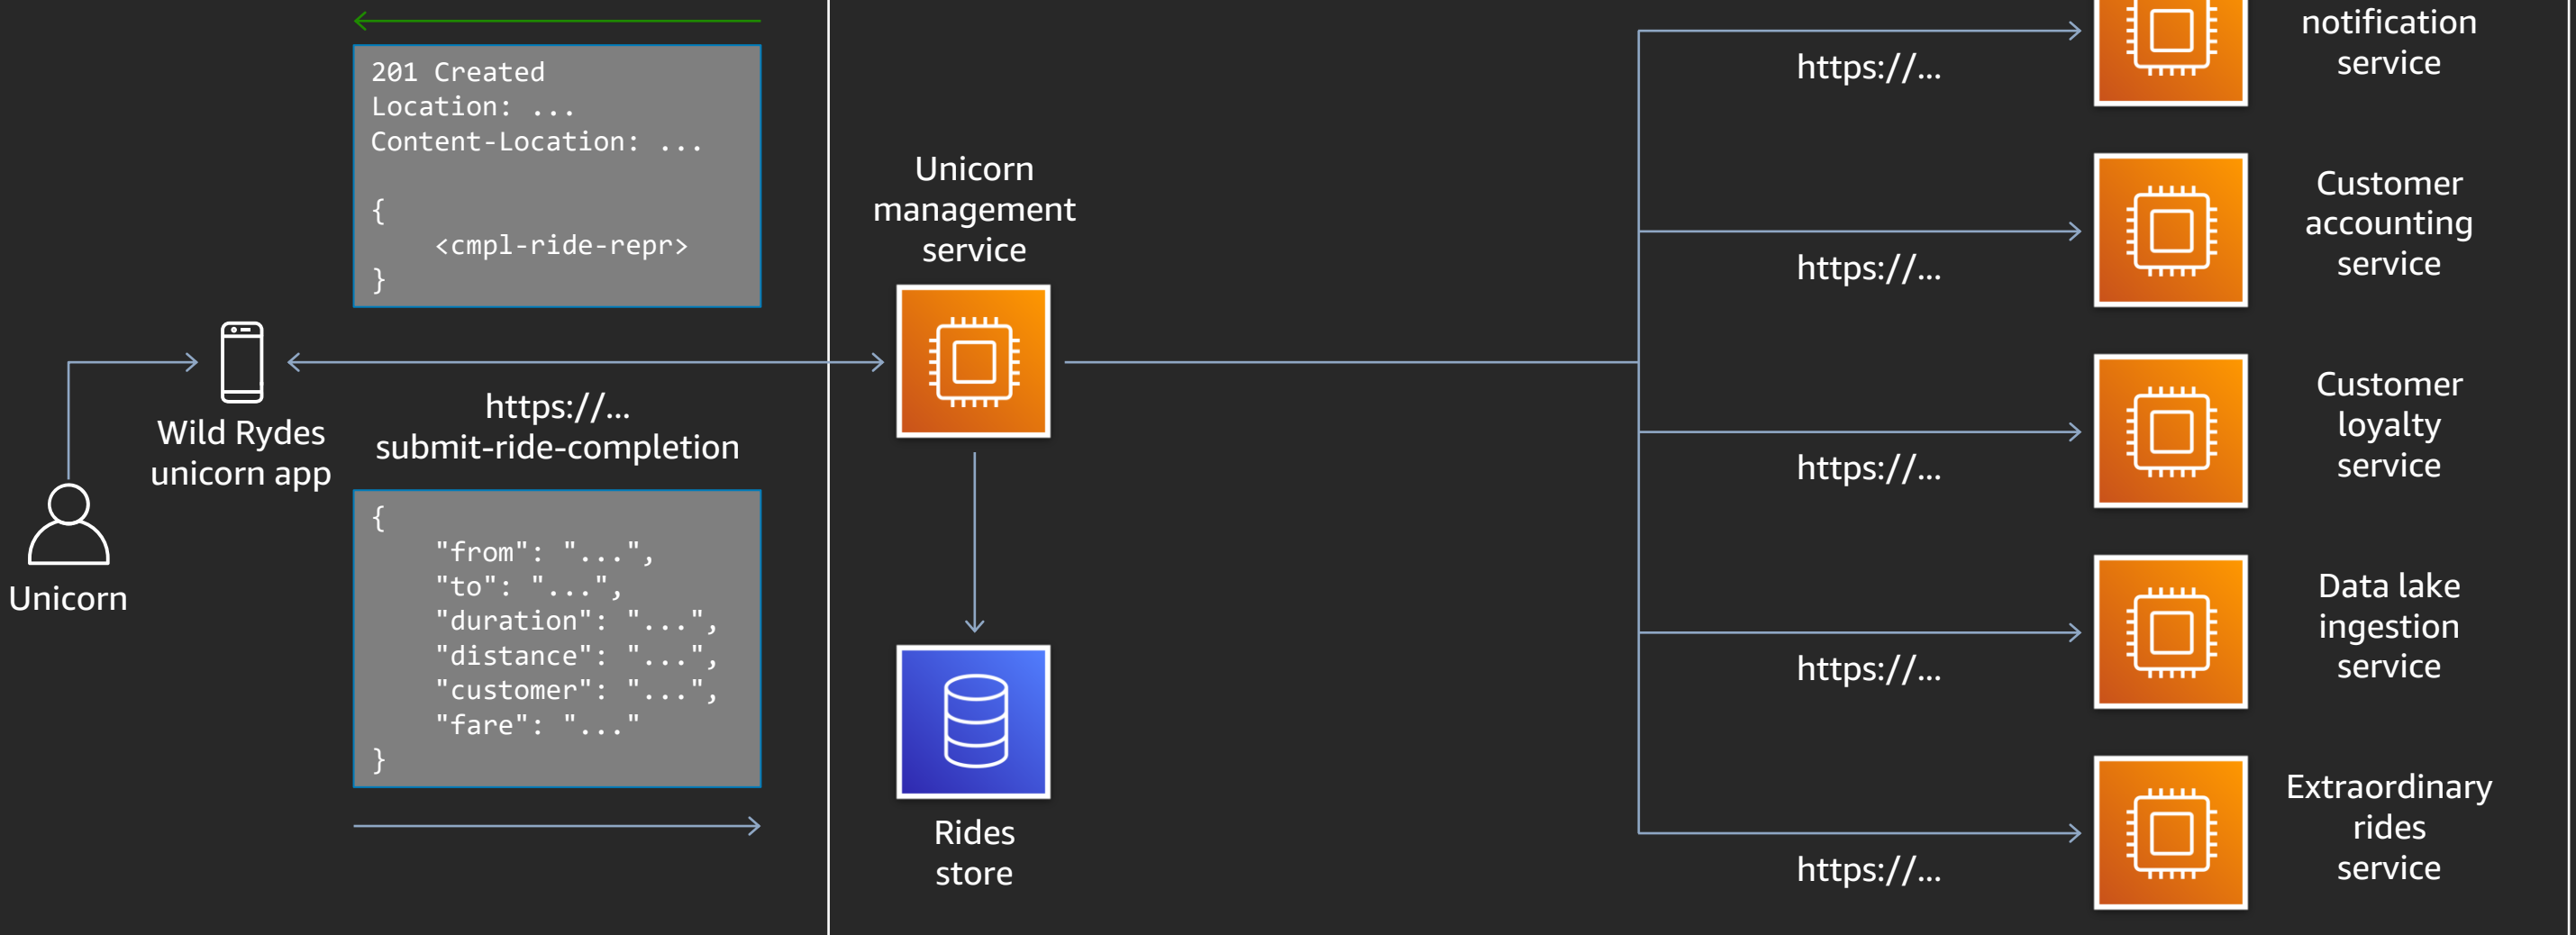 201 Created
Location: ...
Content-Location: ...
{
<cmpl-ride-repr>
}
Wild Rydes
unicorn app
Unicorn
https://...
submit-ride-completion
{
"from": "...",
"to": "...",
"duration": "...",
"distance": "...",
"customer": "...",
"fare": "..."
}
Unicorn
management
service
Rides
store
https://...
notification
service
https://...
Customer
accounting
service
https://...
Customer
loyalty
service
https://...
Data lake
ingestion
service
https://...
Extraordinary
rides
service